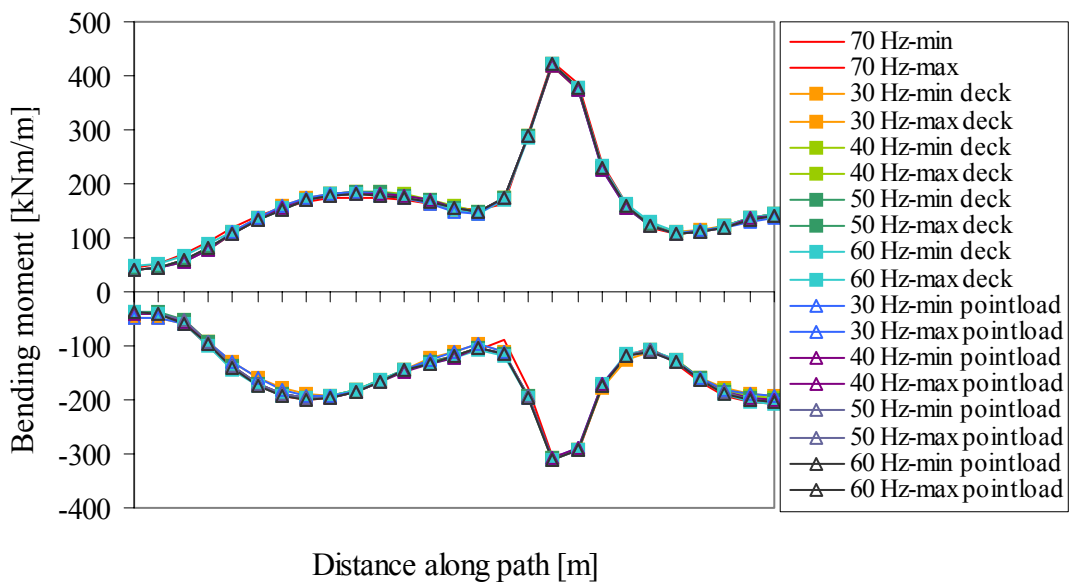 500
400
300
200
100
0
-100
-200
-300
-400
Bending moment [kNm/m]
Distance along path [m]
70 Hz-min
70 Hz-max
30 Hz-min deck
30 Hz-max deck
40 Hz-min deck
40 Hz-max deck
50 Hz-min deck
50 Hz-max deck
60 Hz-min deck
60 Hz-max deck
30 Hz-min pointload
30 Hz-max pointload
40 Hz-min pointload
40 Hz-max pointload
50 Hz-min pointload
50 Hz-max pointload
60 Hz-min pointload
60 Hz-max pointload